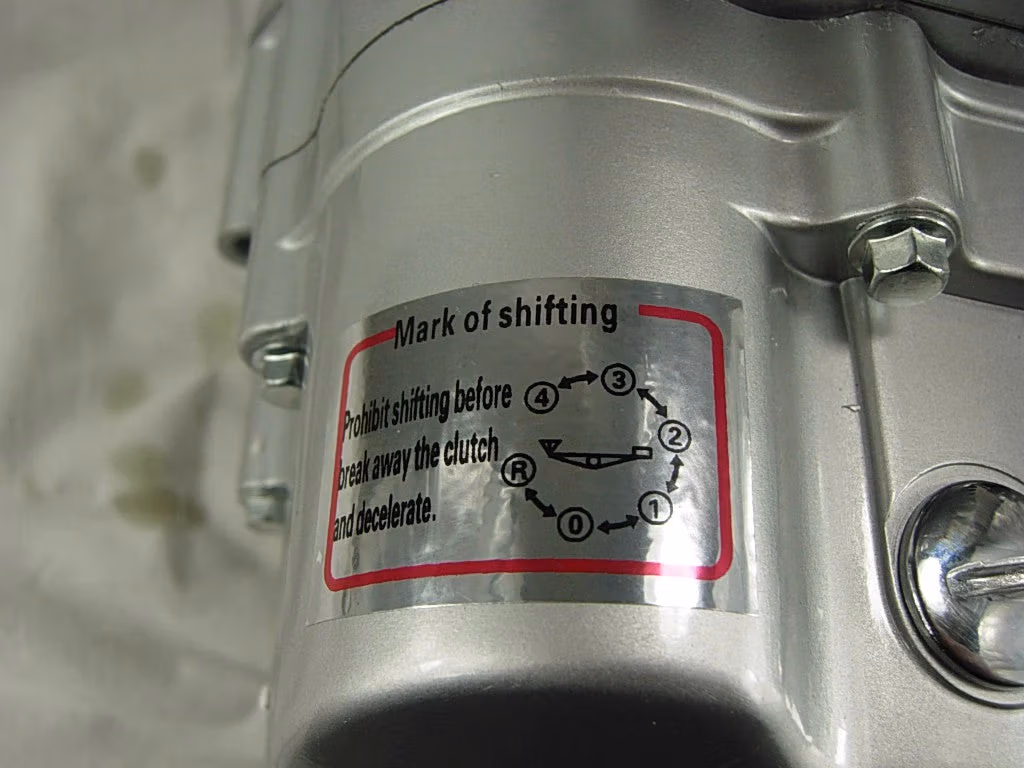 Mark of shifting
Prohibit shifting before
break away the clutch
and decelerate.
4 3
2
R
1
0